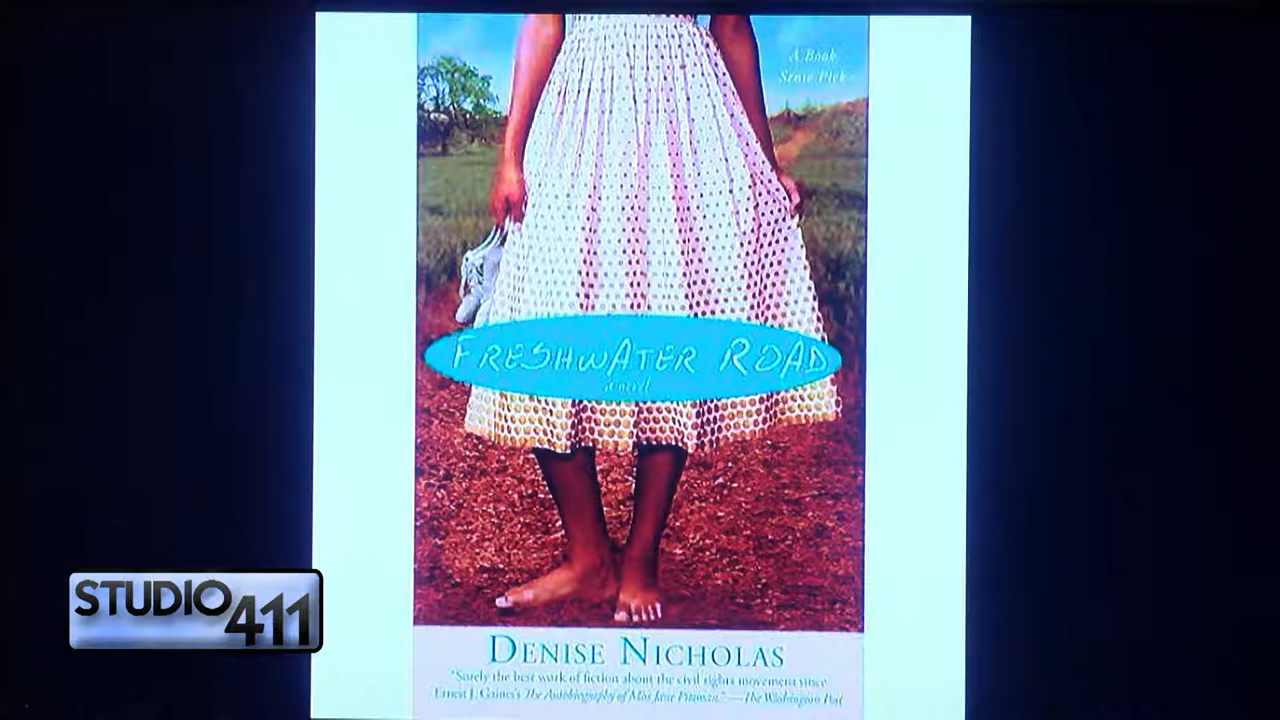 A Book
Sense Pick
FRESHWATER ROAD
a novel
DENISE NICHOLAS
"Surely the best work of fiction about the civil rights movement since
Ernest J. Gaines's The Autobiography of Miss Jane Pittman." —The Washington Post
STUDIO 411